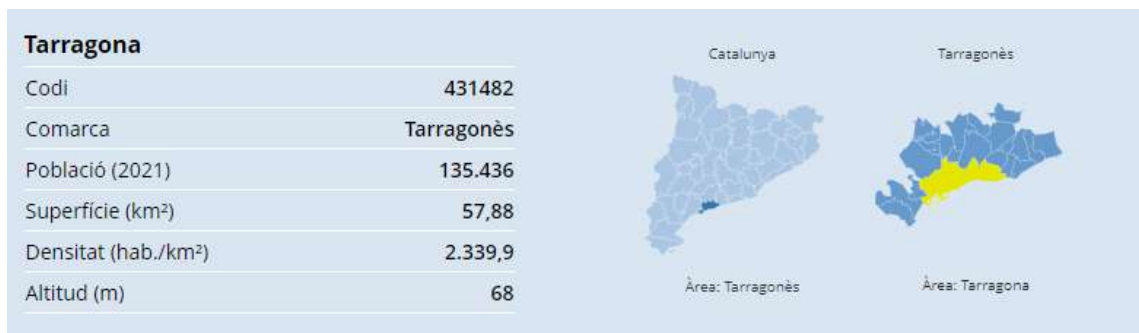 Tarragona
Codi 431482
Comarca Tarragonès
Població (2021) 135.436
Superfície (km²) 57,88
Densitat (hab./km²) 2.339,9
Altitud (m) 68
Catalunya
Tarragonès
Àrea: Tarragonès
Àrea: Tarragona